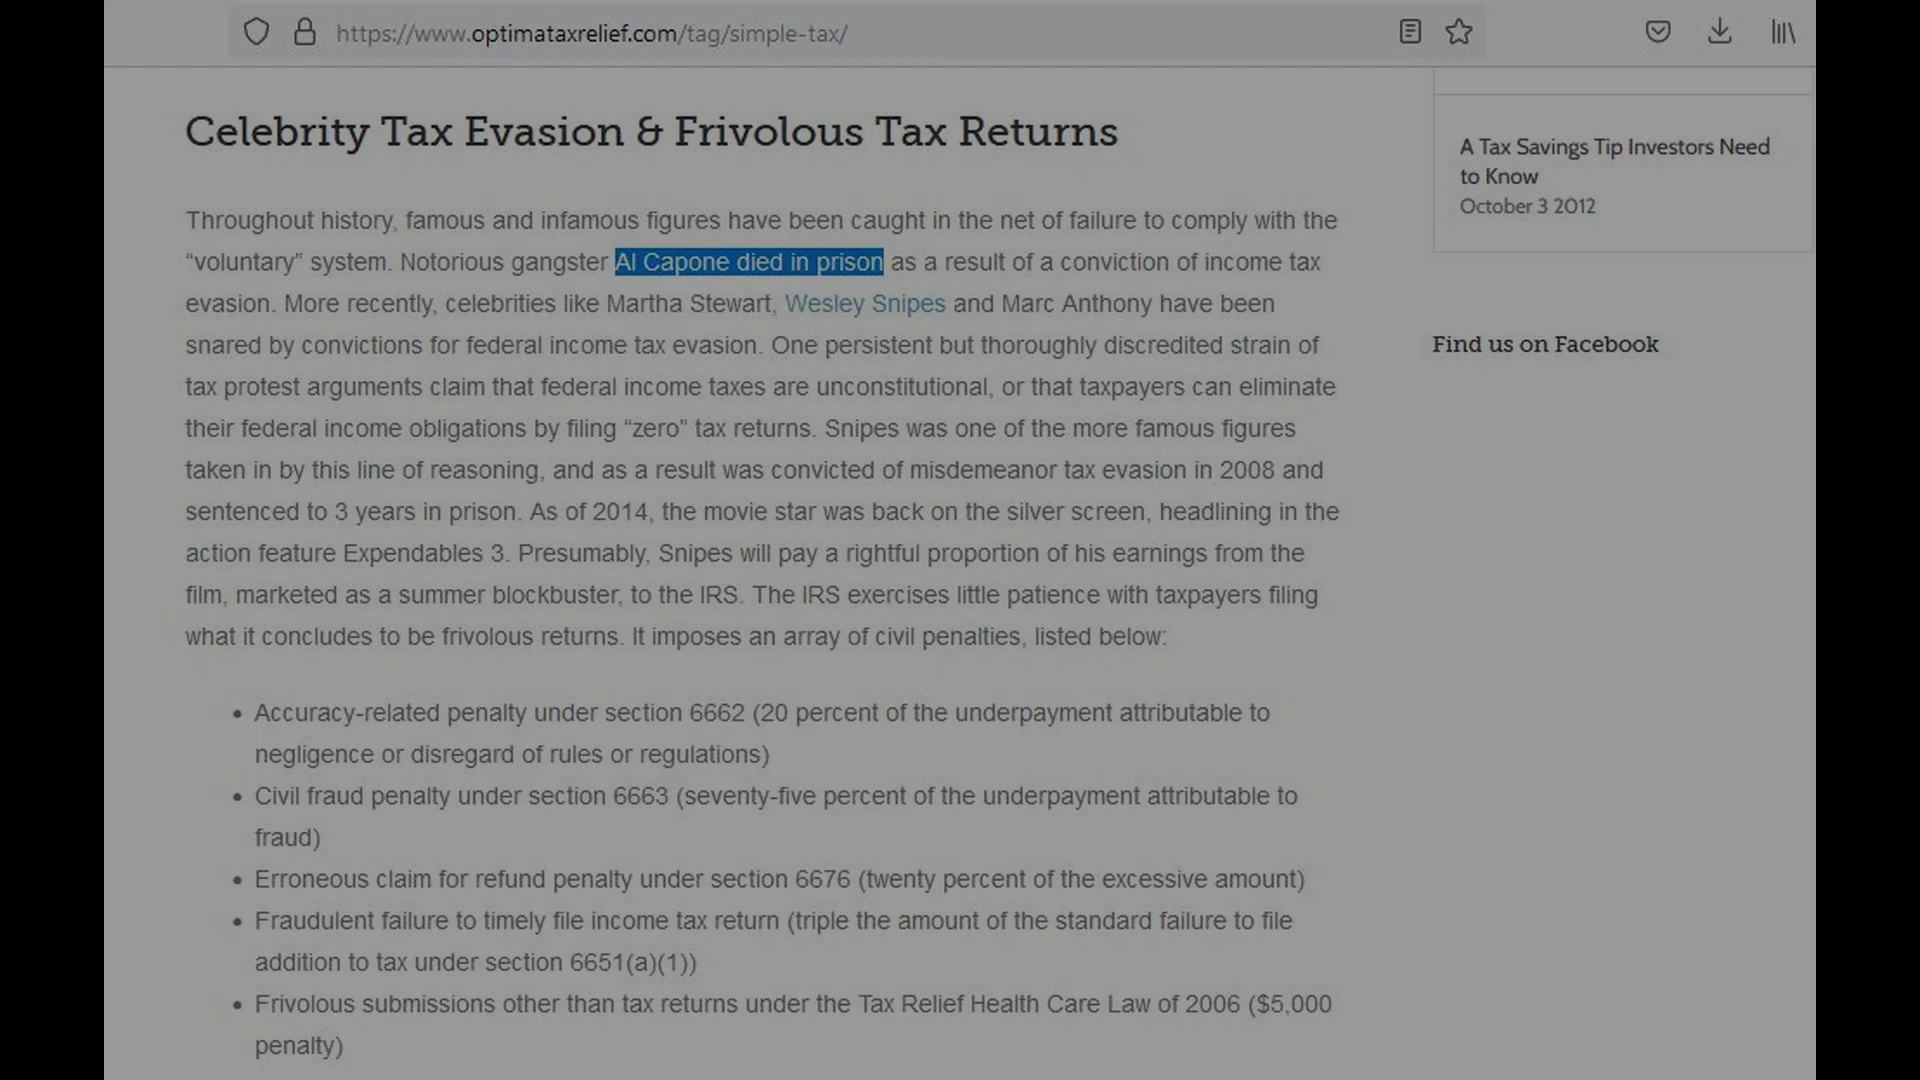 https://www.optimataxrelief.com/tag/simple-tax/
Celebrity Tax Evasion & Frivolous Tax Returns
Throughout history, famous and infamous figures have been caught in the net of failure to comply with the
“voluntary” system. Notorious gangster Al Capone died in prison as a result of a conviction of income tax
evasion. More recently, celebrities like Martha Stewart, Wesley Snipes and Marc Anthony have been
snared by convictions for federal income tax evasion. One persistent but thoroughly discredited strain of
tax protest arguments claim that federal income taxes are unconstitutional, or that taxpayers can eliminate
their federal income obligations by filing “zero” tax returns. Snipes was one of the more famous figures
taken in by this line of reasoning, and as a result was convicted of misdemeanor tax evasion in 2008 and
sentenced to 3 years in prison. As of 2014, the movie star was back on the silver screen, headlining in the
action feature Expendables 3. Presumably, Snipes will pay a rightful proportion of his earnings from the
film, marketed as a summer blockbuster, to the IRS. The IRS exercises little patience with taxpayers filing
what it concludes to be frivolous returns. It imposes an array of civil penalties, listed below:
• Accuracy-related penalty under section 6662 (20 percent of the underpayment attributable to
negligence or disregard of rules or regulations)
• Civil fraud penalty under section 6663 (seventy-five percent of the underpayment attributable to
fraud)
• Erroneous claim for refund penalty under section 6676 (twenty percent of the excessive amount)
• Fraudulent failure to timely file income tax return (triple the amount of the standard failure to file
addition to tax under section 6651(a)(1))
• Frivolous submissions other than tax returns under the Tax Relief Health Care Law of 2006 ($5,000
penalty)
A Tax Savings Tip Investors Need
to Know
October 3 2012
Find us on Facebook